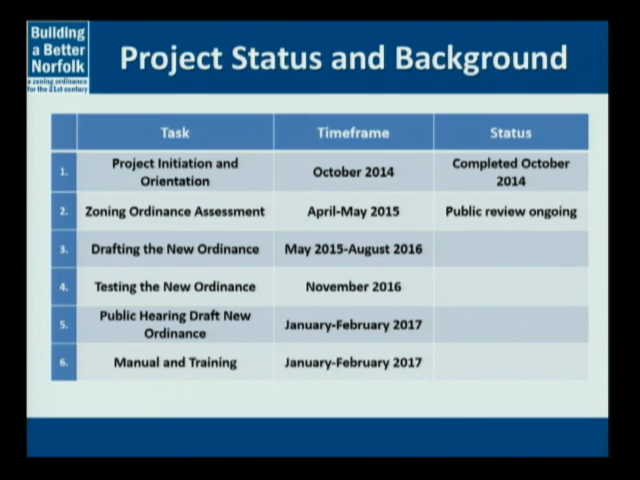 Building
a Better
Norfolk
a zoning ordinance
for the 21st century
Project Status and Background
Task Timeframe Status
1. Project Initiation and Orientation October 2014 Completed October 2014
2. Zoning Ordinance Assessment April-May 2015 Public review ongoing
3. Drafting the New Ordinance May 2015-August 2016
4. Testing the New Ordinance November 2016
5. Public Hearing Draft New Ordinance January-February 2017
6. Manual and Training January-February 2017